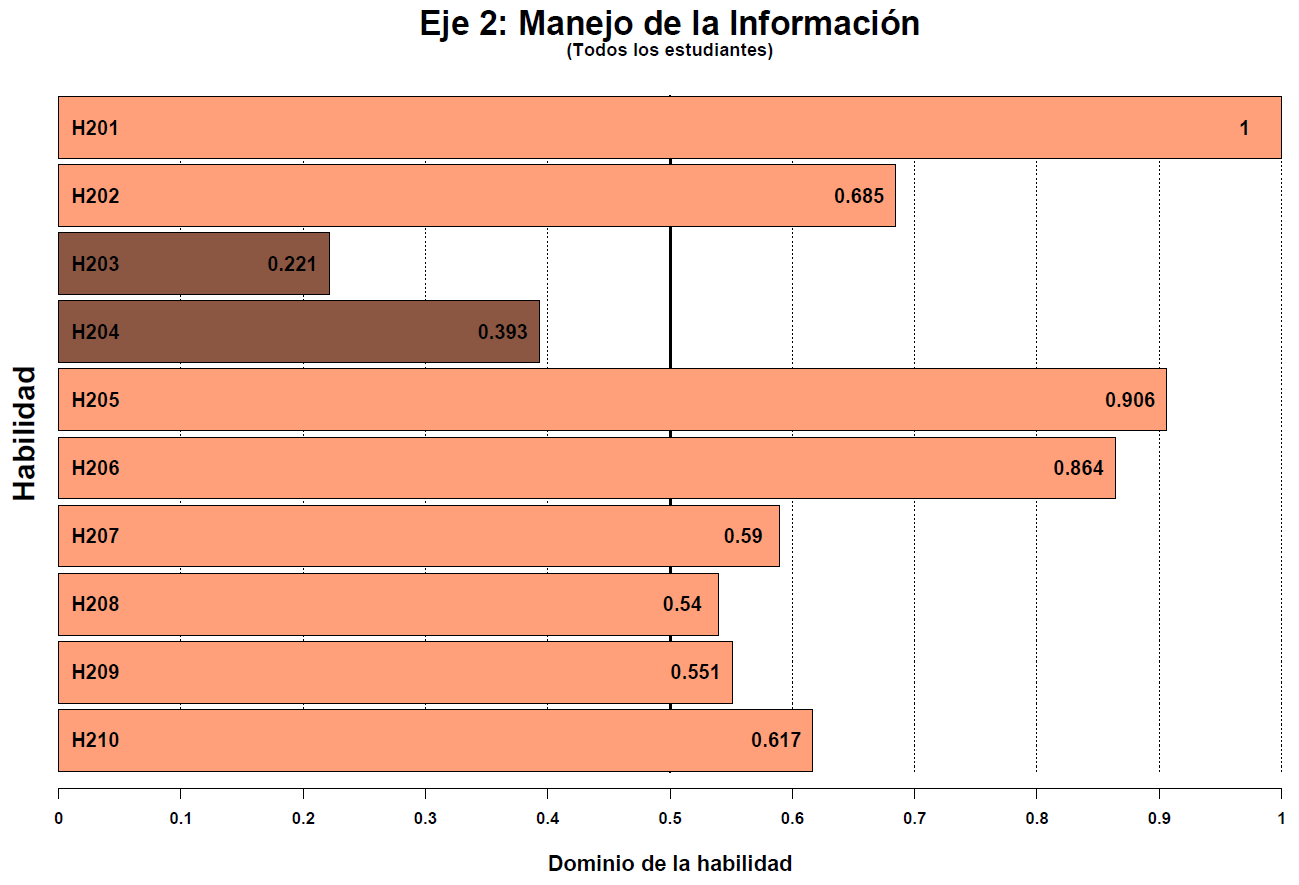 Eje 2: Manejo de la Información
(Todos los estudiantes)
Habilidad
H201 1
H202 0.685
H203 0.221
H204 0.393
H205 0.906
H206 0.864
H207 0.59
H208 0.54
H209 0.551
H210 0.617
0 0.1 0.2 0.3 0.4 0.5 0.6 0.7 0.8 0.9 1
Dominio de la habilidad